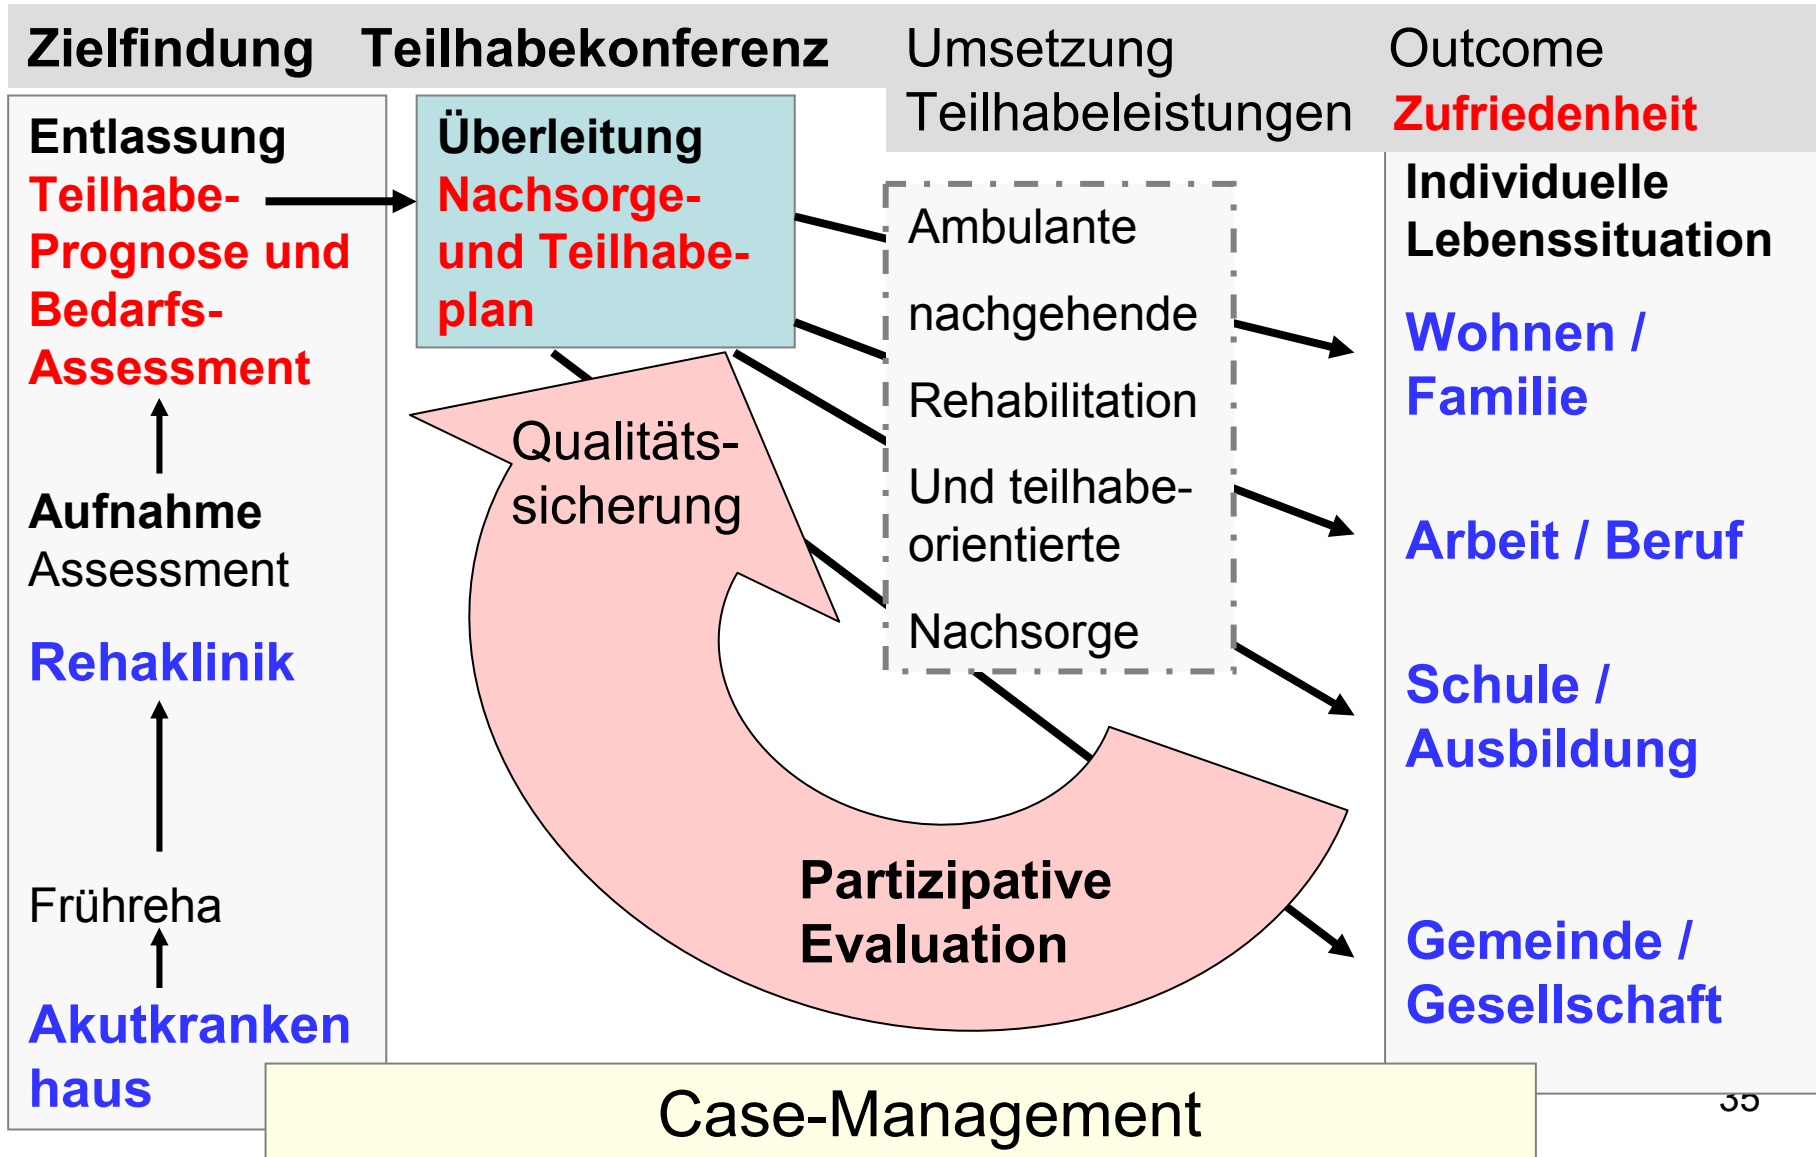 Zielfindung
Teilhabekonferenz
Umsetzung
Teilhabeleistungen
Outcome
Zufriedenheit
Entlassung
Teilhabe-
Prognose und
Bedarfs-
Assessment
Aufnahme
Assessment
Rehaklinik
Frühreha
Akutkranken
haus
Überleitung
Nachsorge-
und Teilhabe-
plan
Qualitäts-
sicherung
Partizipative
Evaluation
Ambulante
nachgehende
Rehabilitation
Und teilhabe-
orientierte
Nachsorge
Individuelle
Lebenssituation
Wohnen /
Familie
Arbeit / Beruf
Schule /
Ausbildung
Gemeinde /
Gesellschaft
Case-Management
35